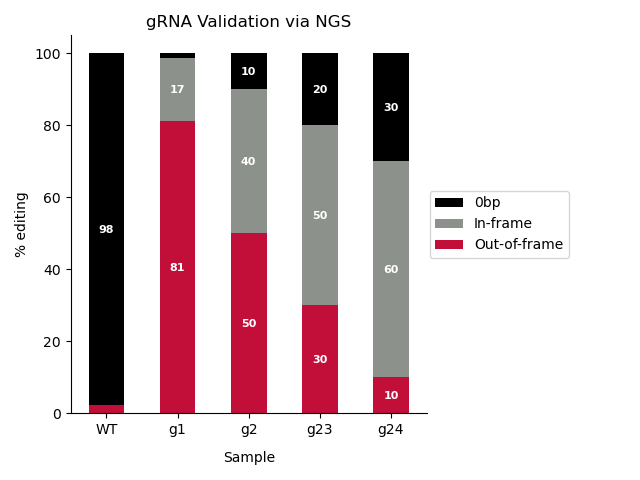 gRNA Validation via NGS
% editing
100
80
60
40
20
0
98
17
81
10
40
50
20
50
30
30
60
10
WT g1 g2 g23 g24
Sample
0bp
In-frame
Out-of-frame